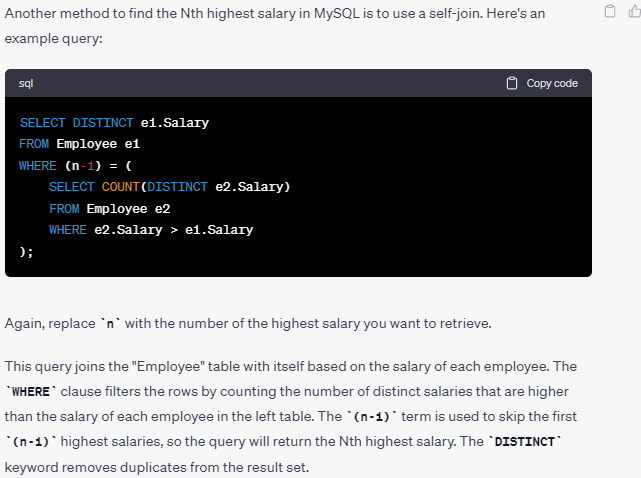 Another method to find the Nth highest salary in MySQL is to use a self-join. Here's an
example query:
sql
Copy code
SELECT DISTINCT e1.Salary
FROM Employee e1
WHERE (n-1) = (
    SELECT COUNT(DISTINCT e2.Salary)
    FROM Employee e2
    WHERE e2.Salary > e1.Salary
);
Again, replace `n` with the number of the highest salary you want to retrieve.
This query joins the "Employee" table with itself based on the salary of each employee. The
`WHERE` clause filters the rows by counting the number of distinct salaries that are higher
than the salary of each employee in the left table. The `(n-1)` term is used to skip the first
`(n-1)` highest salaries, so the query will return the Nth highest salary. The `DISTINCT`
keyword removes duplicates from the result set.